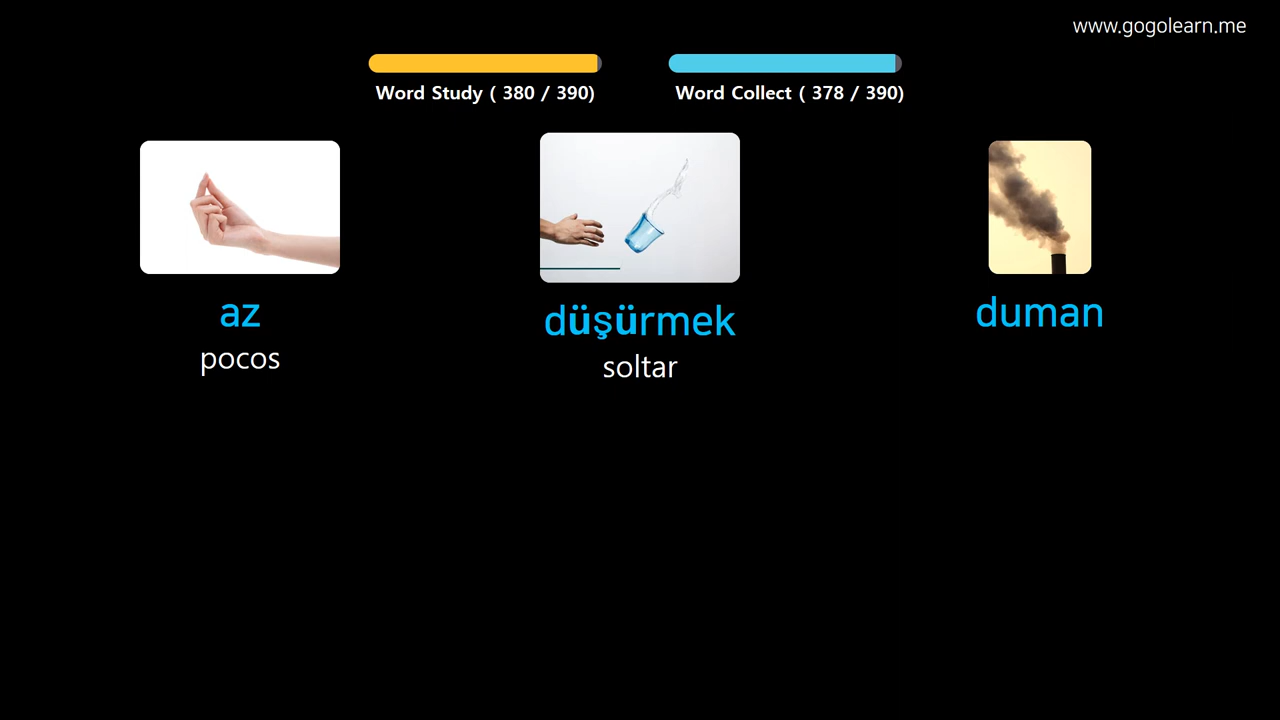 www.gogolearn.me
Word Study ( 380 / 390)
Word Collect ( 378 / 390)
az
pocos
düşürmek
soltar
duman